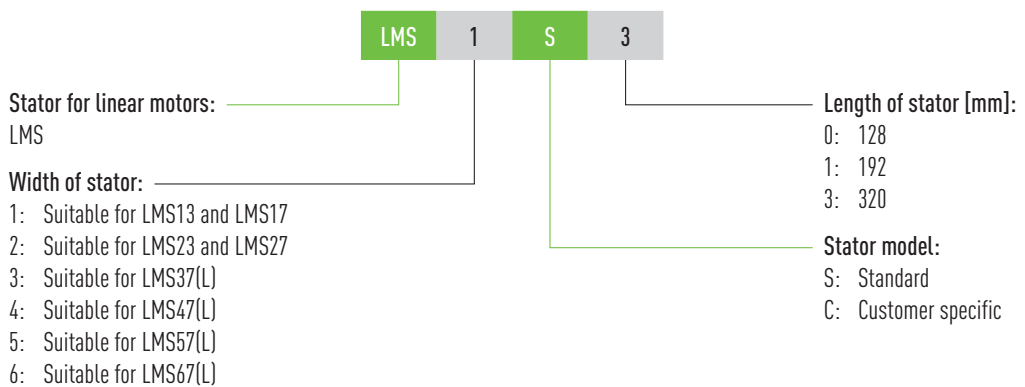 LMS 1 S 3
Stator for linear motors:
LMS
Width of stator:
1: Suitable for LMS13 and LMS17
2: Suitable for LMS23 and LMS27
3: Suitable for LMS37(L)
4: Suitable for LMS47(L)
5: Suitable for LMS57(L)
6: Suitable for LMS67(L)
Length of stator [mm]:
0: 128
1: 192
3: 320
Stator model:
S: Standard
C: Customer specific